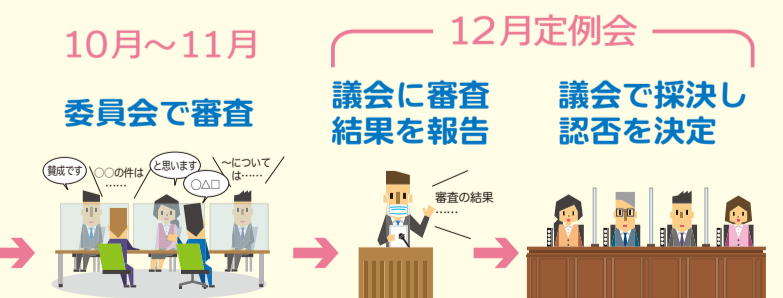 10月～11月
委員会で審査
賛成です
○○の件は
……
と思います
○△□
～について
は……
12月定例会
議会に審査
結果を報告
審査の結果
……
議会で採決し
認否を決定